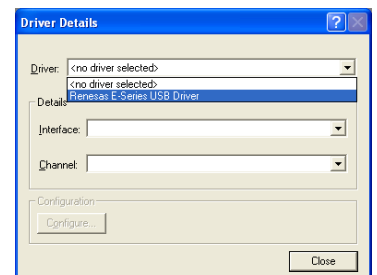 Driver Details
Driver: <no driver selected>
<no driver selected>
Renesas E-Series USB Driver
Details
Interface:
Channel:
Configuration
Configure...
Close